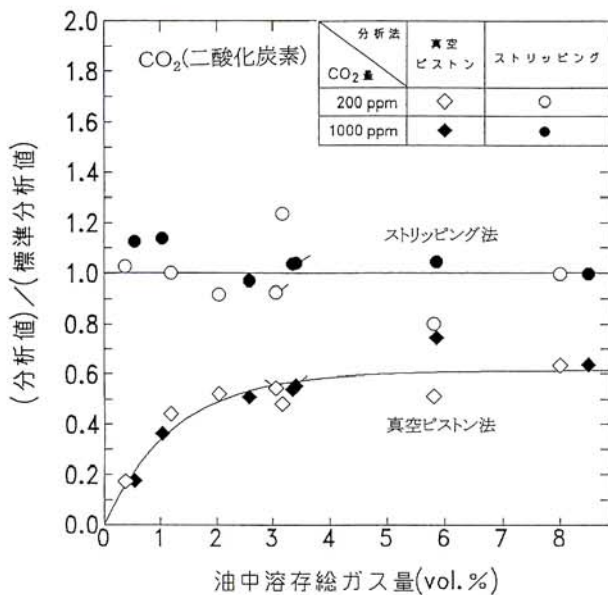 CO₂(二酸化炭素)
分析法
CO₂量
真空
ピストン
ストリッピング
200 ppm
1000 ppm
ストリッピング法
真空ピストン法
(分析値)／(標準分析値)
2.0
1.8
1.6
1.4
1.2
1.0
0.8
0.6
0.4
0.2
0.0
0 1 2 3 4 5 6 7 8
油中溶存総ガス量(vol.%)